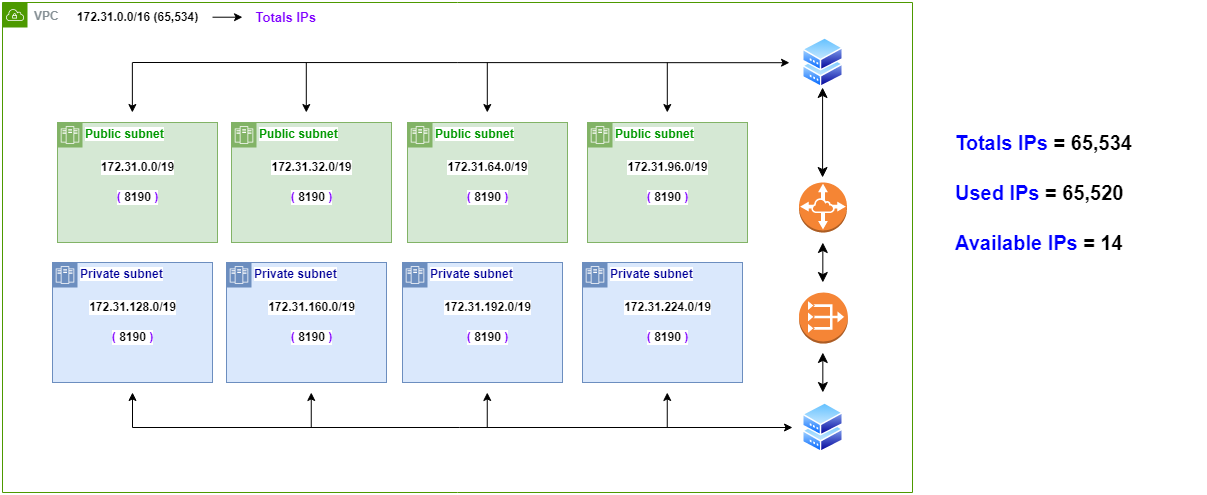 VPC 172.31.0.0/16 (65,534) Totals IPs
Public subnet
172.31.0.0/19
( 8190 )
Public subnet
172.31.32.0/19
( 8190 )
Public subnet
172.31.64.0/19
( 8190 )
Public subnet
172.31.96.0/19
( 8190 )
Private subnet
172.31.128.0/19
( 8190 )
Private subnet
172.31.160.0/19
( 8190 )
Private subnet
172.31.192.0/19
( 8190 )
Private subnet
172.31.224.0/19
( 8190 )
Totals IPs = 65,534
Used IPs = 65,520
Available IPs = 14